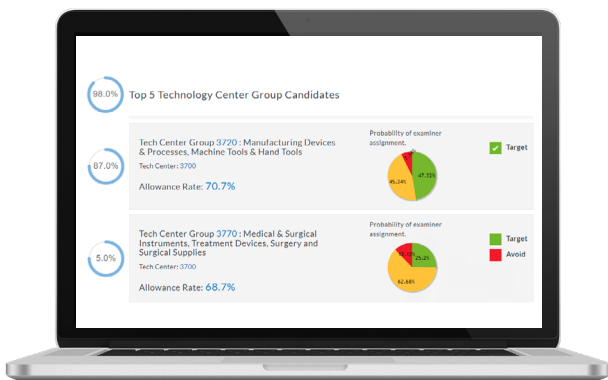 98.0%
Top 5 Technology Center Group Candidates
87.0%
Tech Center Group 3720 : Manufacturing Devices
& Processes, Machine Tools & Hand Tools
Tech Center: 3700
Allowance Rate: 70.7%
Probability of examiner
assignment.
45.34%
Target
5.0%
Tech Center Group 3770 : Medical & Surgical
Instruments, Treatment Devices, Surgery and
Surgical Supplies
Tech Center: 3700
Allowance Rate: 68.7%
Probability of examiner
assignment.
25.2%
62.68%
Target
Avoid